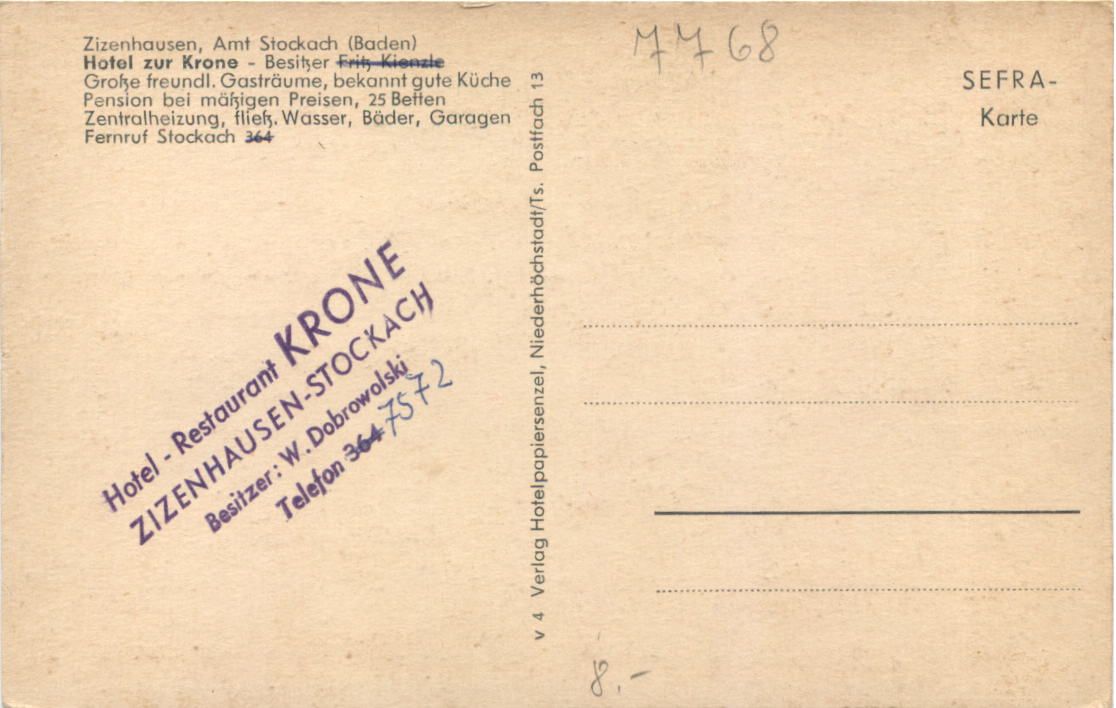 Zizenhausen, Amt Stockach (Baden)
Hotel zur Krone - Besitzer Fritz Kienzle
Große freundl. Gasträume, bekannt gute Küche
Pension bei mäßigen Preisen, 25 Betten
Zentralheizung, fließ. Wasser, Bäder, Garagen
Fernruf Stockach 364
Hotel - Restaurant KRONE
ZIZENHAUSEN-STOCKACH
Besitzer: W. Dobrowolski
Telefon 364 7572
v 4 Verlag Hotelpapiersenzel, Niederhöchstadt/Ts. Postfach 13
7768
SEFRA-
Karte
8,-